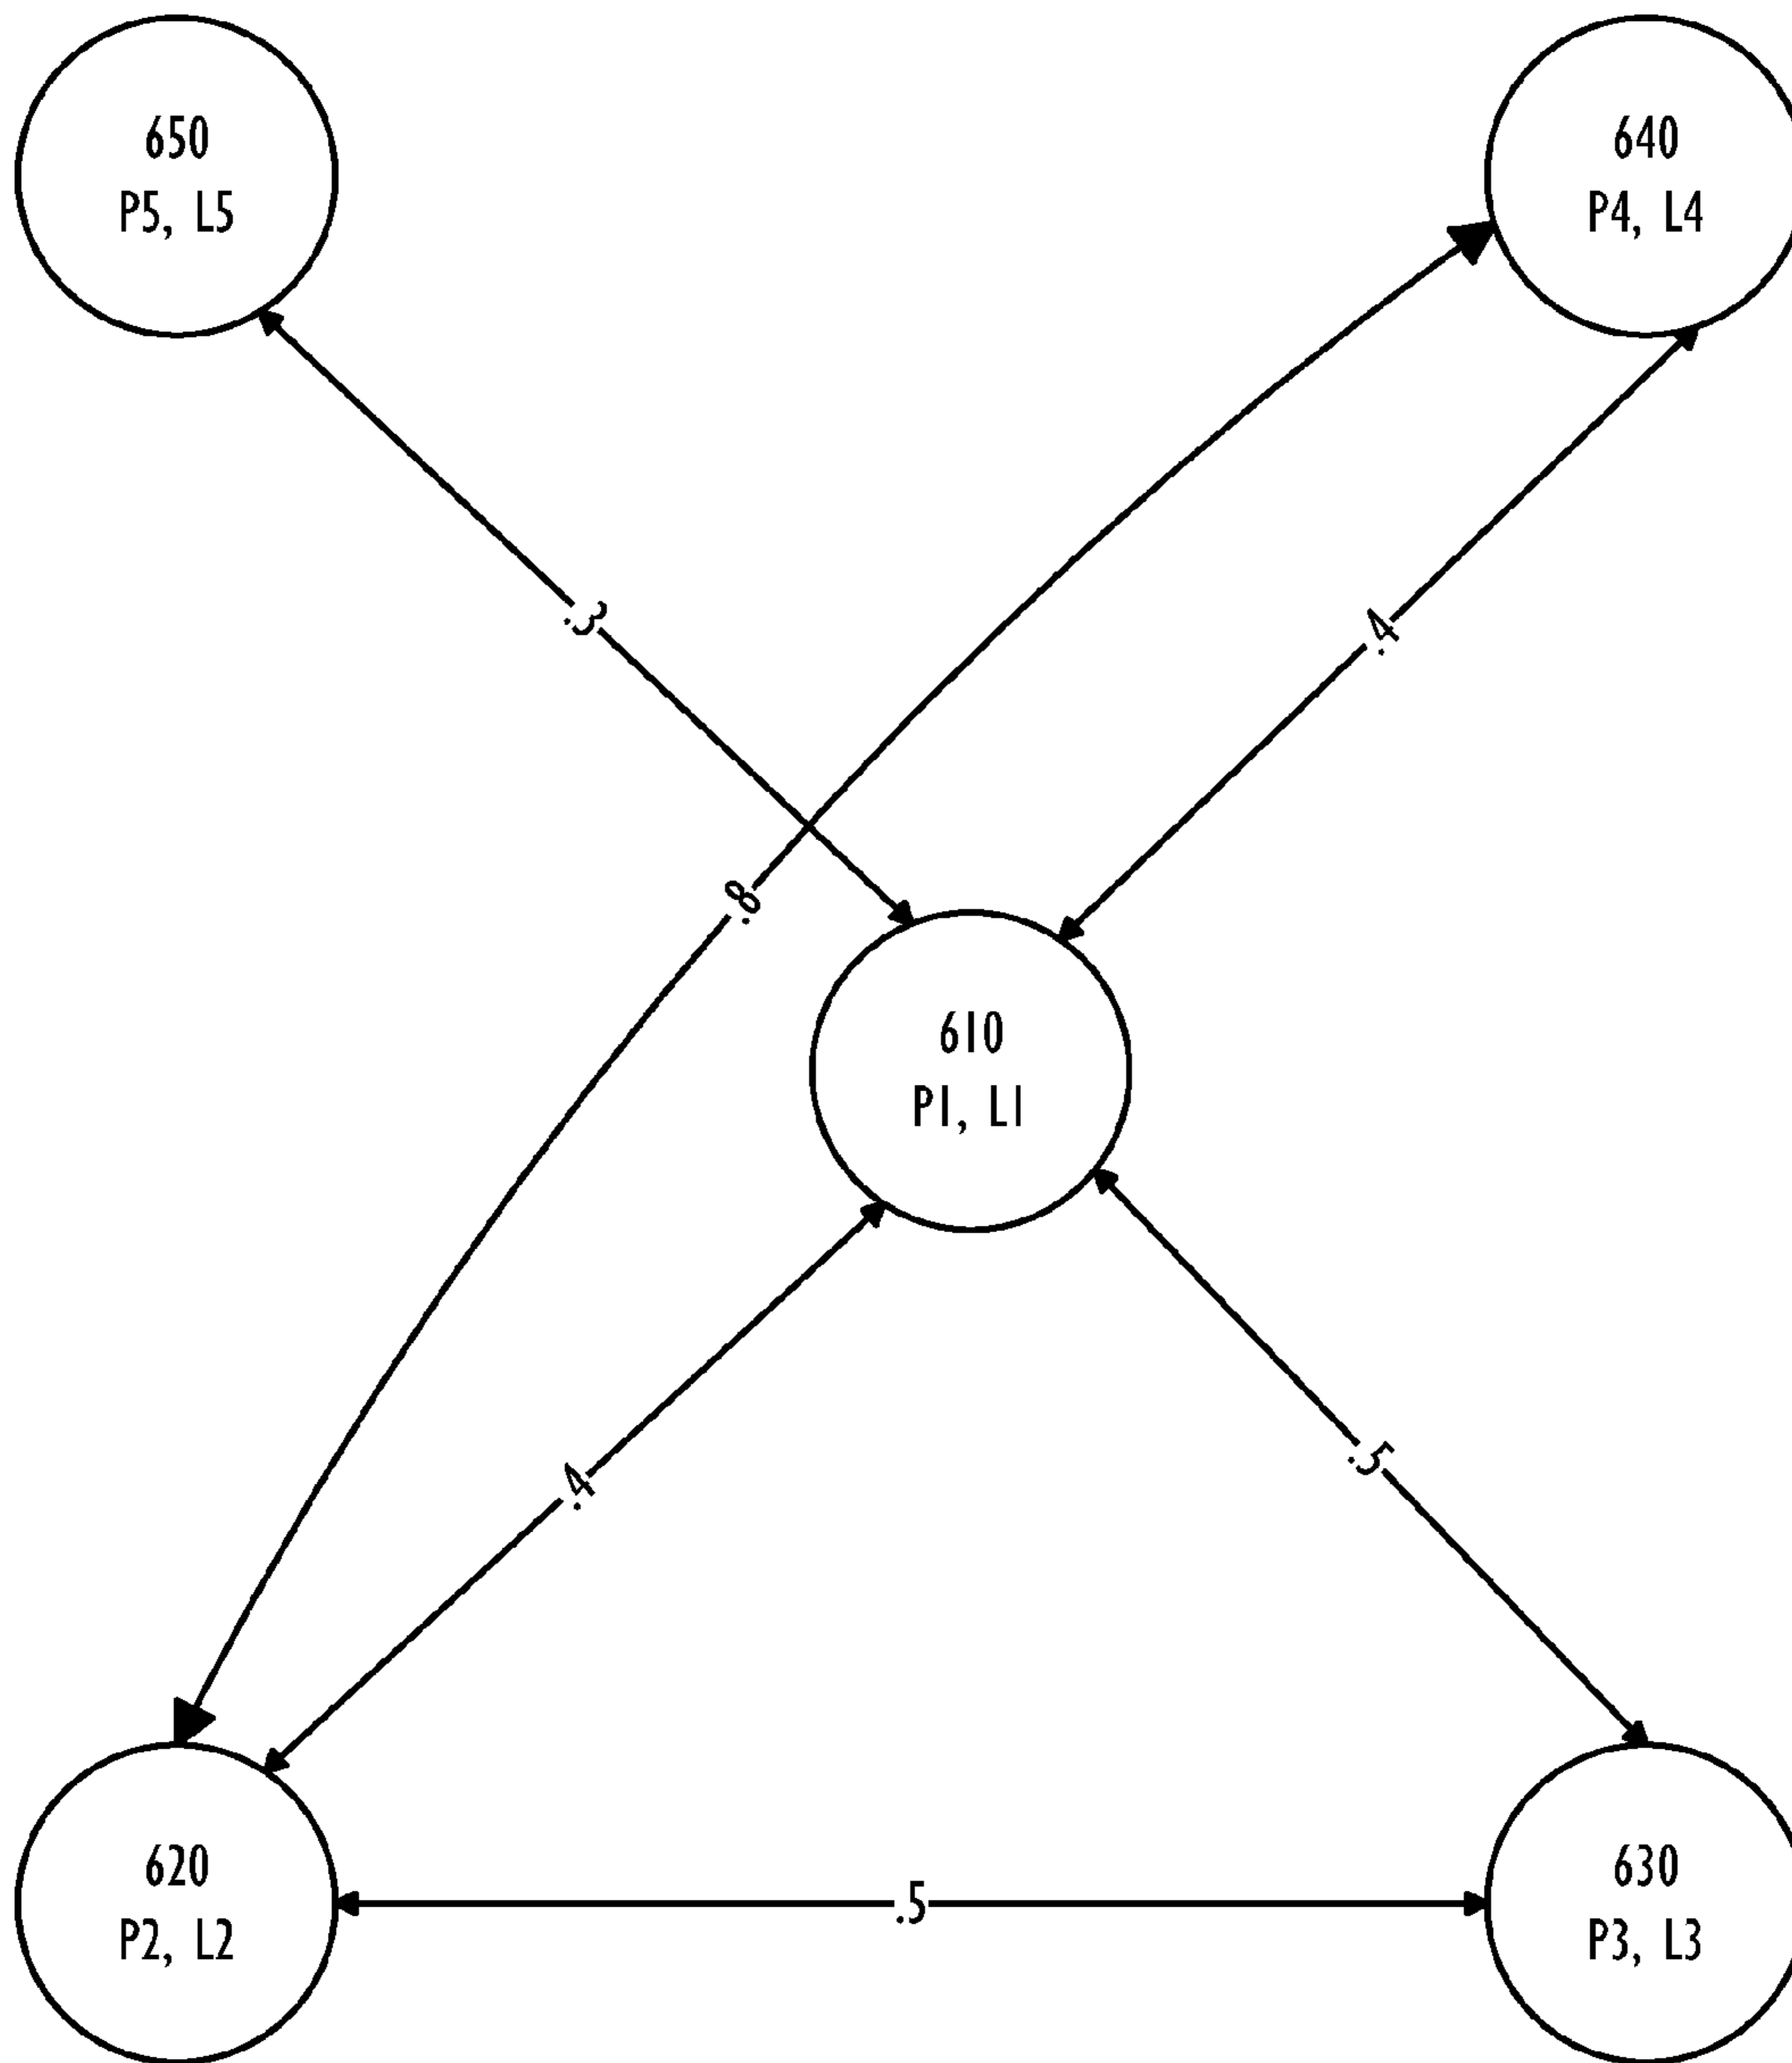 650
P5, L5
640
P4, L4
.3
.4
.8
610
P1, L1
.4
.5
620
P2, L2
.5
630
P3, L3